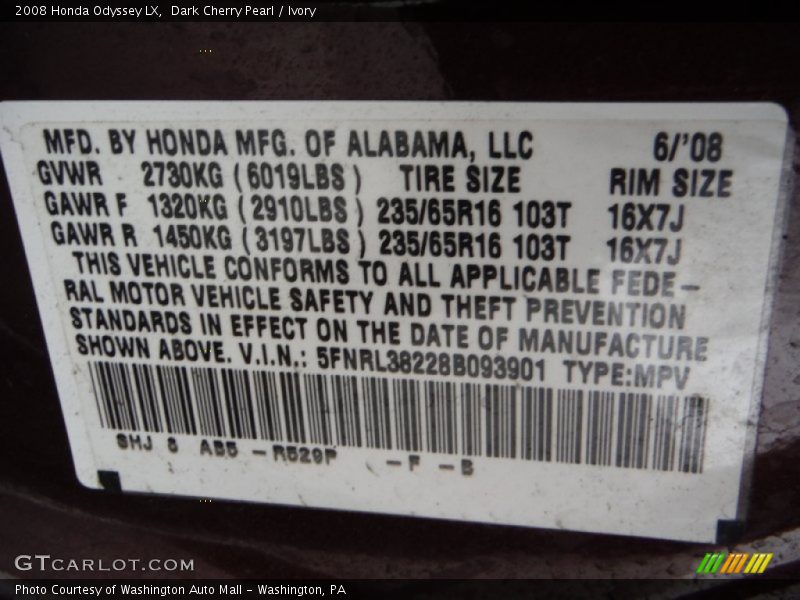 2008 Honda Odyssey LX,  Dark Cherry Pearl / Ivory
MFD. BY HONDA MFG. OF ALABAMA, LLC 6/'08
GVWR 2730KG (6019LBS) TIRE SIZE RIM SIZE
GAWR F 1320KG (2910LBS) 235/65R16 103T 16X7J
GAWR R 1450KG (3197LBS) 235/65R16 103T 16X7J
THIS VEHICLE CONFORMS TO ALL APPLICABLE FEDE-
RAL MOTOR VEHICLE SAFETY AND THEFT PREVENTION
STANDARDS IN EFFECT ON THE DATE OF MANUFACTURE
SHOWN ABOVE. V.I.N.: 5FNRL38228B093901 TYPE:MPV
SHJ 8 AB5 -R529P -F -B
GTCARLOT.COM
Photo Courtesy of Washington Auto Mall - Washington, PA